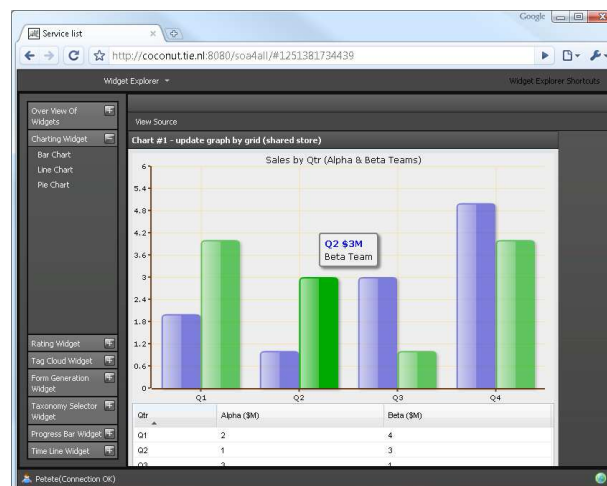 Google
Service list
http://coconut.tie.nl:8080/soa4all/#1251381734439
Widget Explorer
Widget Explorer Shortcuts
Over View Of Widgets
Charting Widget
Bar Chart
Line Chart
Pie Chart
Rating Widget
Tag Cloud Widget
Form Generation Widget
Taxonomy Selector Widget
Progress Bar Widget
Time Line Widget
View Source
Chart #1 - update graph by grid (shared store)
Sales by Qtr (Alpha & Beta Teams)
6
5.4
4.8
4.2
3.6
3
2.4
1.8
1.2
0.6
0
Q2 $3M
Beta Team
Q1 Q2 Q3 Q4
Qtr Alpha ($M) Beta ($M)
Q1 2 4
Q2 1 3
Q3 3 1
Petete(Connection OK)